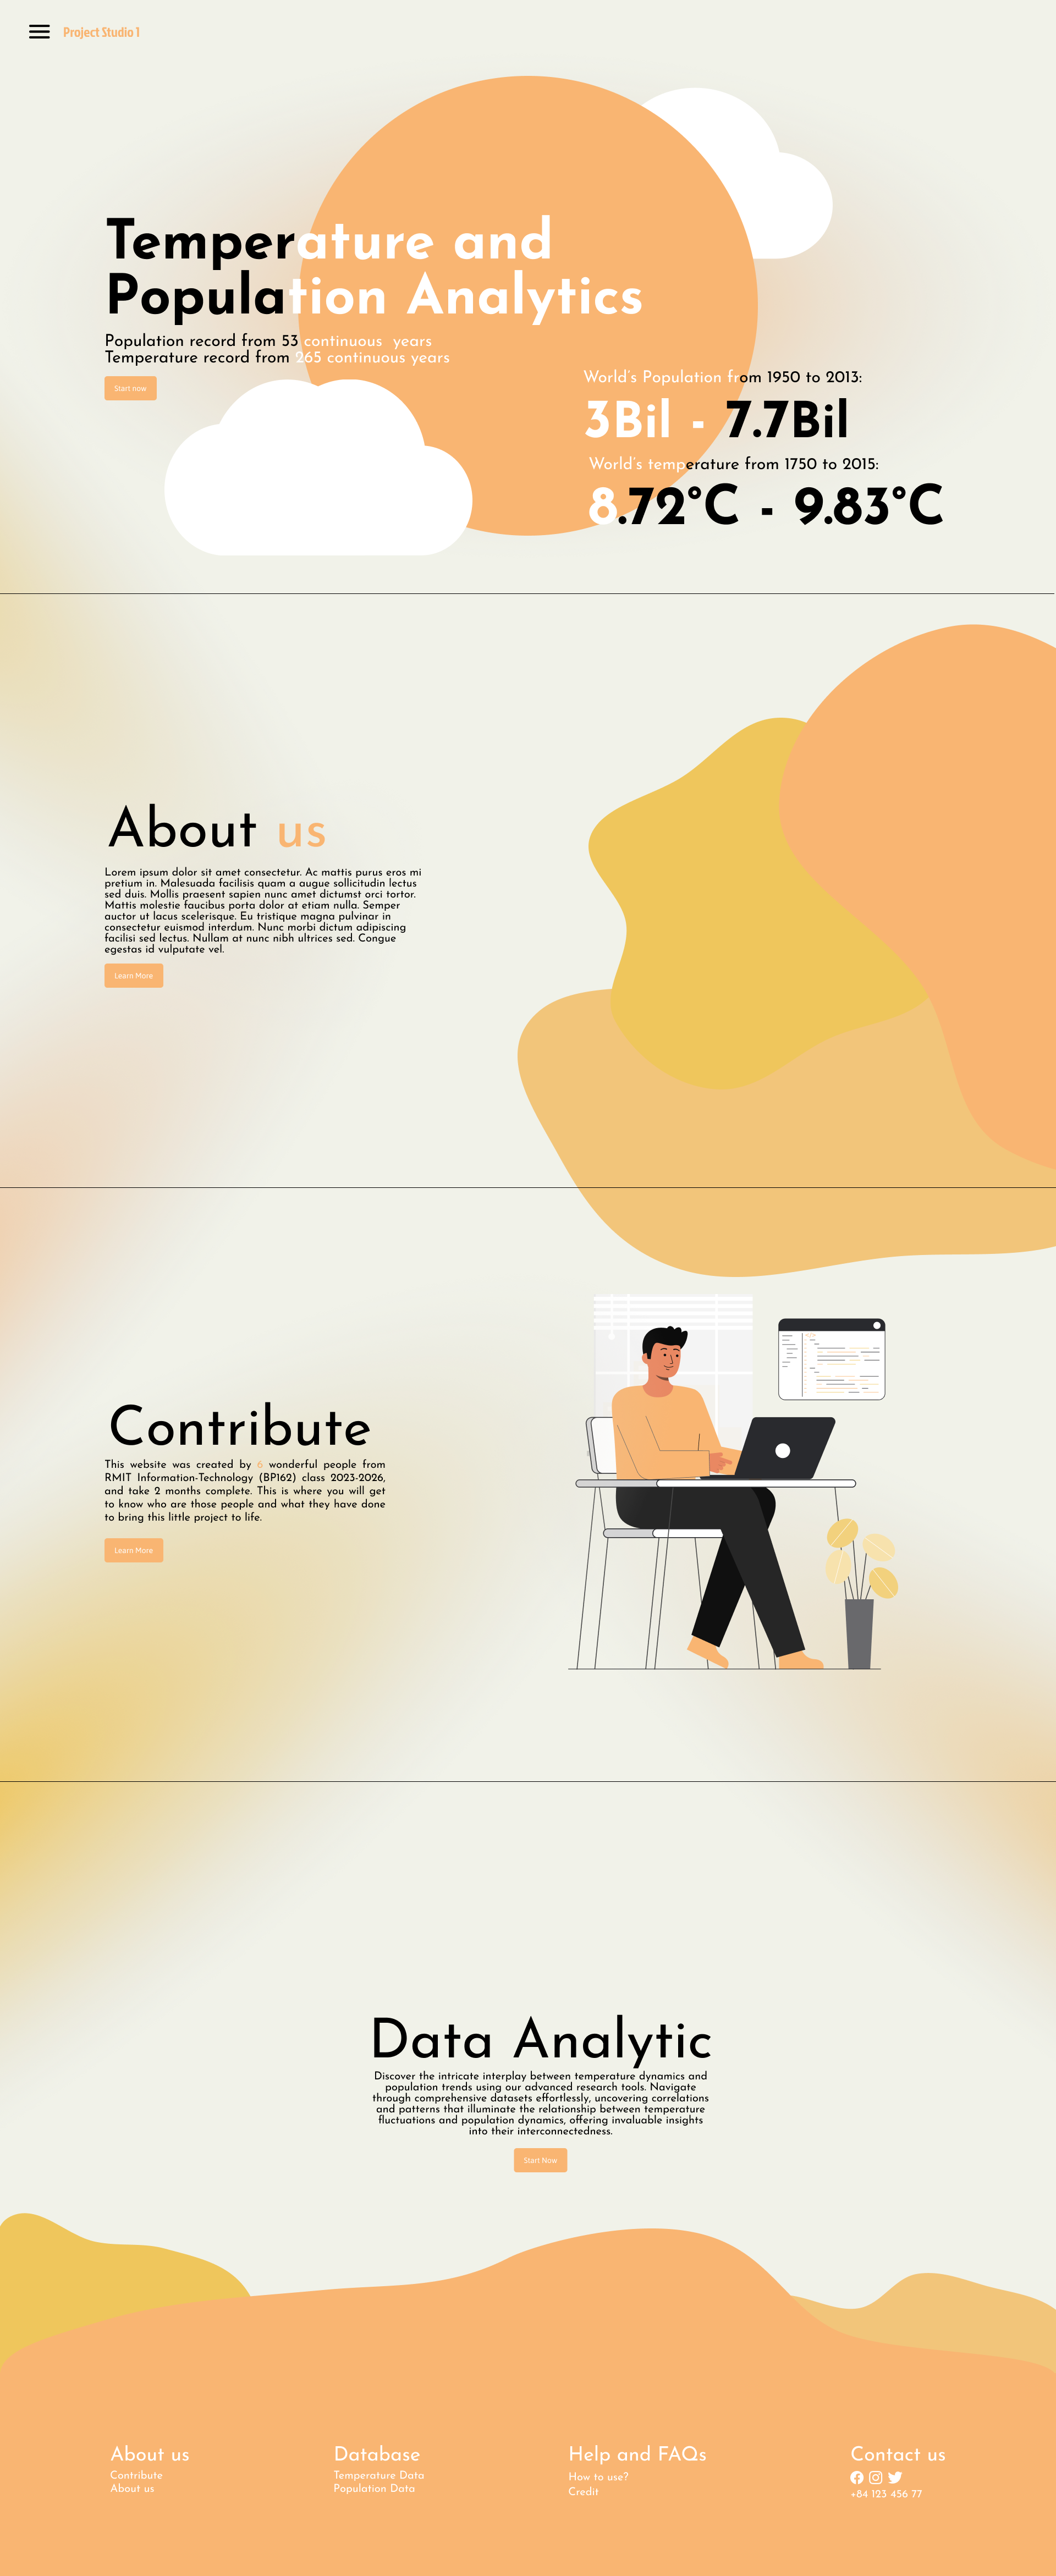 Project Studio 1
Temperature and
Population Analytics
Population record from 53 continuous  years
Temperature record from 265 continuous years
Start now
World's Population from 1950 to 2013:
3Bil - 7.7Bil
World's temperature from 1750 to 2015:
8.72°C - 9.83°C
About us
Lorem ipsum dolor sit amet consectetur. Ac mattis purus eros mi
pretium in. Malesuada facilisis quam a augue sollicitudin lectus
sed duis. Mollis praesent sapien nunc amet dictumst orci tortor.
Mattis molestie faucibus porta dolor at etiam nulla. Semper
auctor ut lacus scelerisque. Eu tristique magna pulvinar in
consectetur euismod interdum. Nunc morbi dictum adipiscing
facilisi sed lectus. Nullam at nunc nibh ultrices sed. Congue
egestas id vulputate vel.
Learn More
Contribute
This website was created by 6 wonderful people from
RMIT Information-Technology (BP162) class 2023-2026,
and take 2 months complete. This is where you will get
to know who are those people and what they have done
to bring this little project to life.
Learn More
Data Analytic
Discover the intricate interplay between temperature dynamics and
population trends using our advanced research tools. Navigate
through comprehensive datasets effortlessly, uncovering correlations
and patterns that illuminate the relationship between temperature
fluctuations and population dynamics, offering invaluable insights
into their interconnectedness.
Start Now
About us
Contribute
About us
Database
Temperature Data
Population Data
Help and FAQs
How to use?
Credit
Contact us
+84 123 456 77